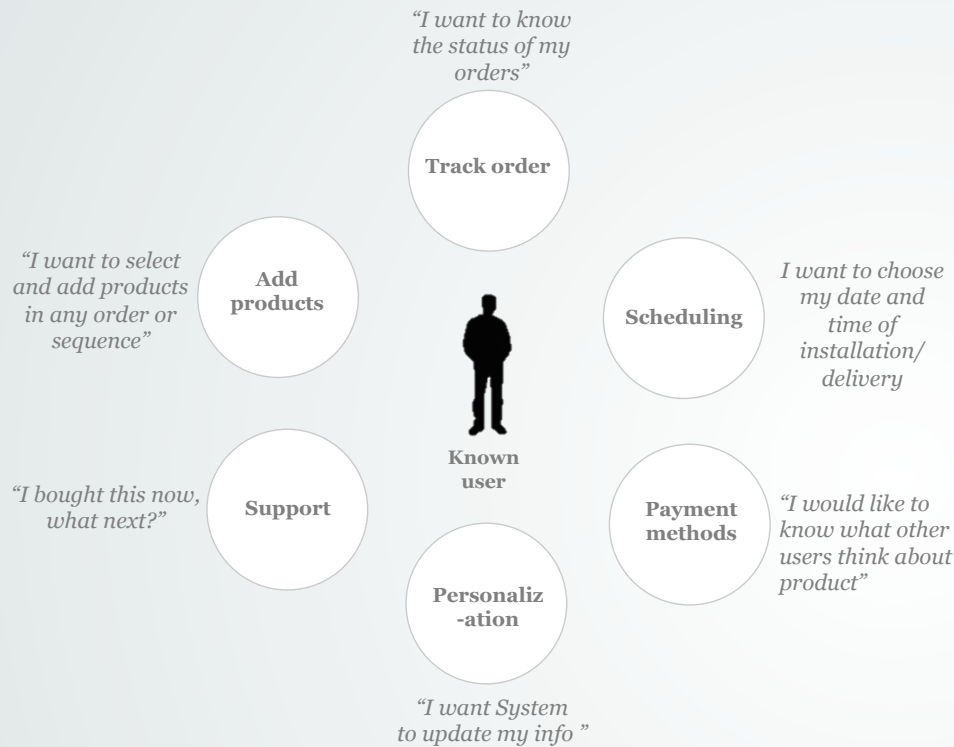 “I want to know
the status of my
orders”
Track order
“I want to select
and add products
in any order or
sequence”
Add
products
Scheduling
I want to choose
my date and
time of
installation/
delivery
Known
user
“I bought this now,
what next?”
Support
Payment
methods
“I would like to
know what other
users think about
product”
Personaliz
-ation
“I want System
to update my info ”